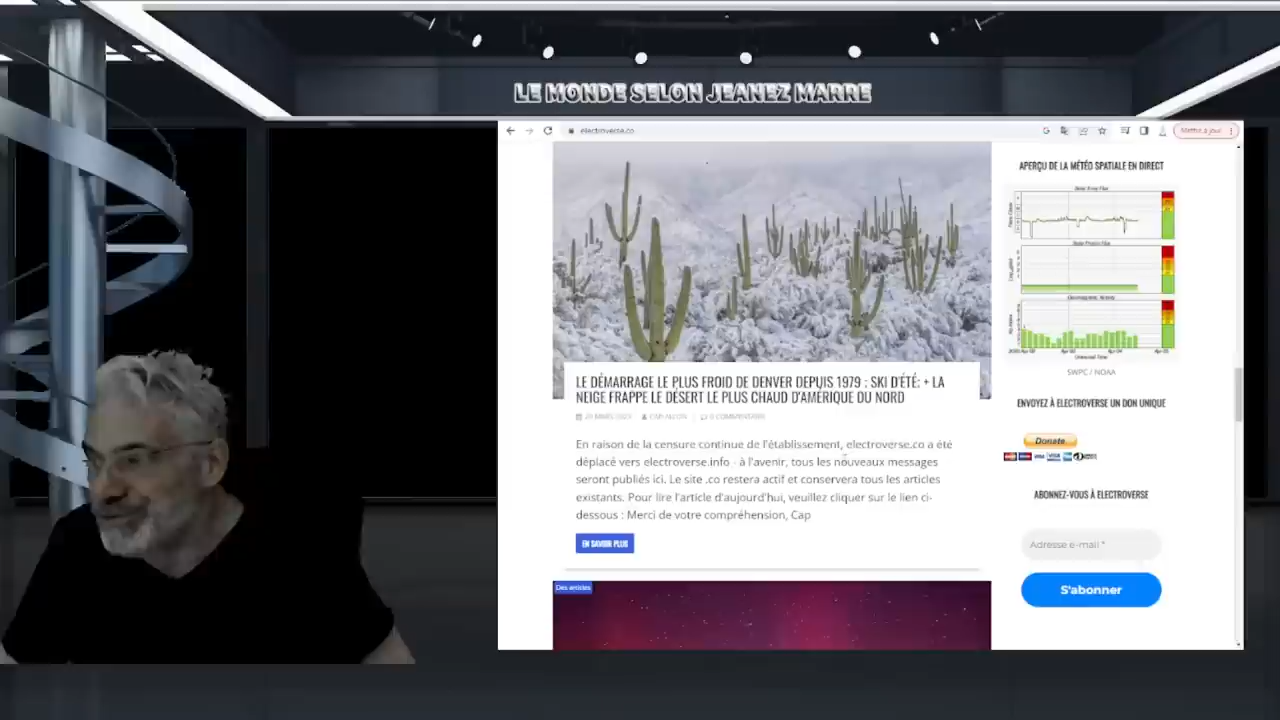 LE MONDE SELON JEANEZ MARRE
electroverse.co
Mettre à jour
APERÇU DE LA MÉTÉO SPATIALE EN DIRECT
LE DÉMARRAGE LE PLUS FROID DE DENVER DEPUIS 1979 ; SKI D'ÉTÉ; + LA
NEIGE FRAPPE LE DÉSERT LE PLUS CHAUD D'AMÉRIQUE DU NORD
CAP ALLON
0 COMMENTAIRE
En raison de la censure continue de l'établissement, electroverse.co a été
déplacé vers electroverse.info - à l'avenir, tous les nouveaux messages
seront publiés ici. Le site .co restera actif et conservera tous les articles
existants. Pour lire l'article d'aujourd'hui, veuillez cliquer sur le lien ci-
dessous : Merci de votre compréhension, Cap
EN SAVOIR PLUS
Des articles
Universal Time
SWPC / NOAA
ENVOYEZ À ELECTROVERSE UN DON UNIQUE
Donate
ABONNEZ-VOUS À ELECTROVERSE
Adresse e-mail *
S'abonner